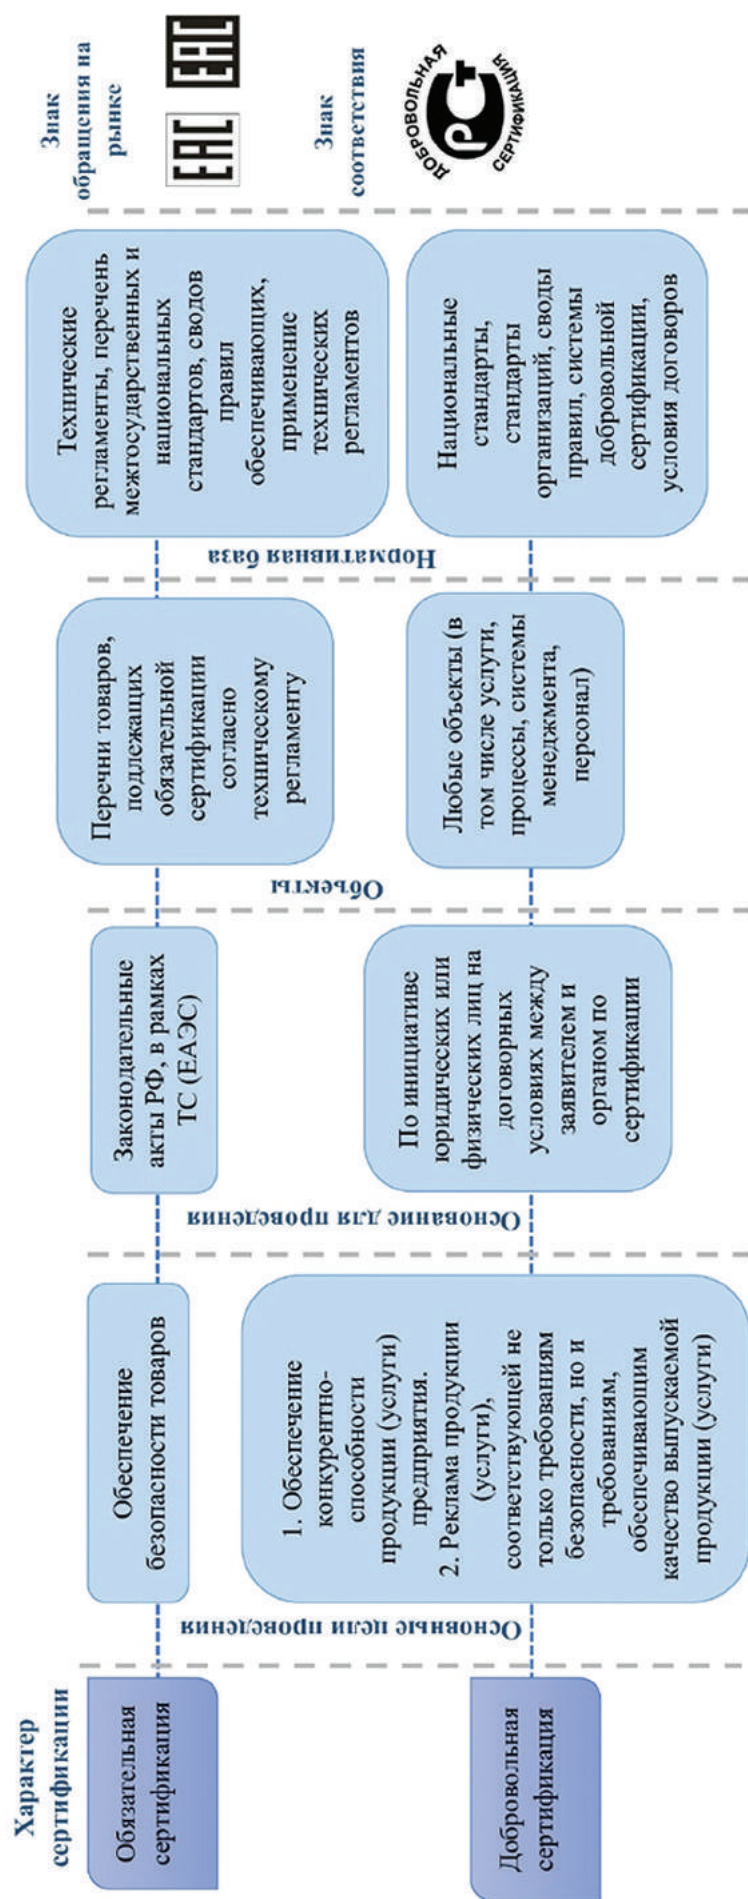 Характер
сертификации
Обязательная
сертификация
Добровольная
сертификация
Основные цели проведения
Обеспечение
безопасности товаров
1. Обеспечение
конкурентно-
способности
продукции (услуги)
предприятия.
2. Реклама продукции
(услуги),
соответствующей не
только требованиям
безопасности, но и
требованиям,
обеспечивающим
качество выпускаемой
продукции (услуги)
Основание для проведения
Законодательные
акты РФ, в рамках
ТС (ЕАЭС)
По инициативе
юридических или
физических лиц на
договорных
условиях между
заявителем и
органом по
сертификации
Объекты
Перечни товаров,
подлежащих
обязательной
сертификации
согласно
техническому
регламенту
Любые объекты (в
том числе услуги,
процессы, системы
менеджмента,
персонал)
Нормативная база
Технические
регламенты, перечень
межгосударственных и
национальных
стандартов, сводов
правил
обеспечивающих,
применение
технических
регламентов
Национальные
стандарты,
стандарты
организаций, своды
правил, системы
добровольной
сертификации,
условия договоров
Знак
обращения на
рынке
EAC
EAC
Знак
соответствия
ДОБРОВОЛЬНАЯ
РСТ
СЕРТИФИКАЦИЯ